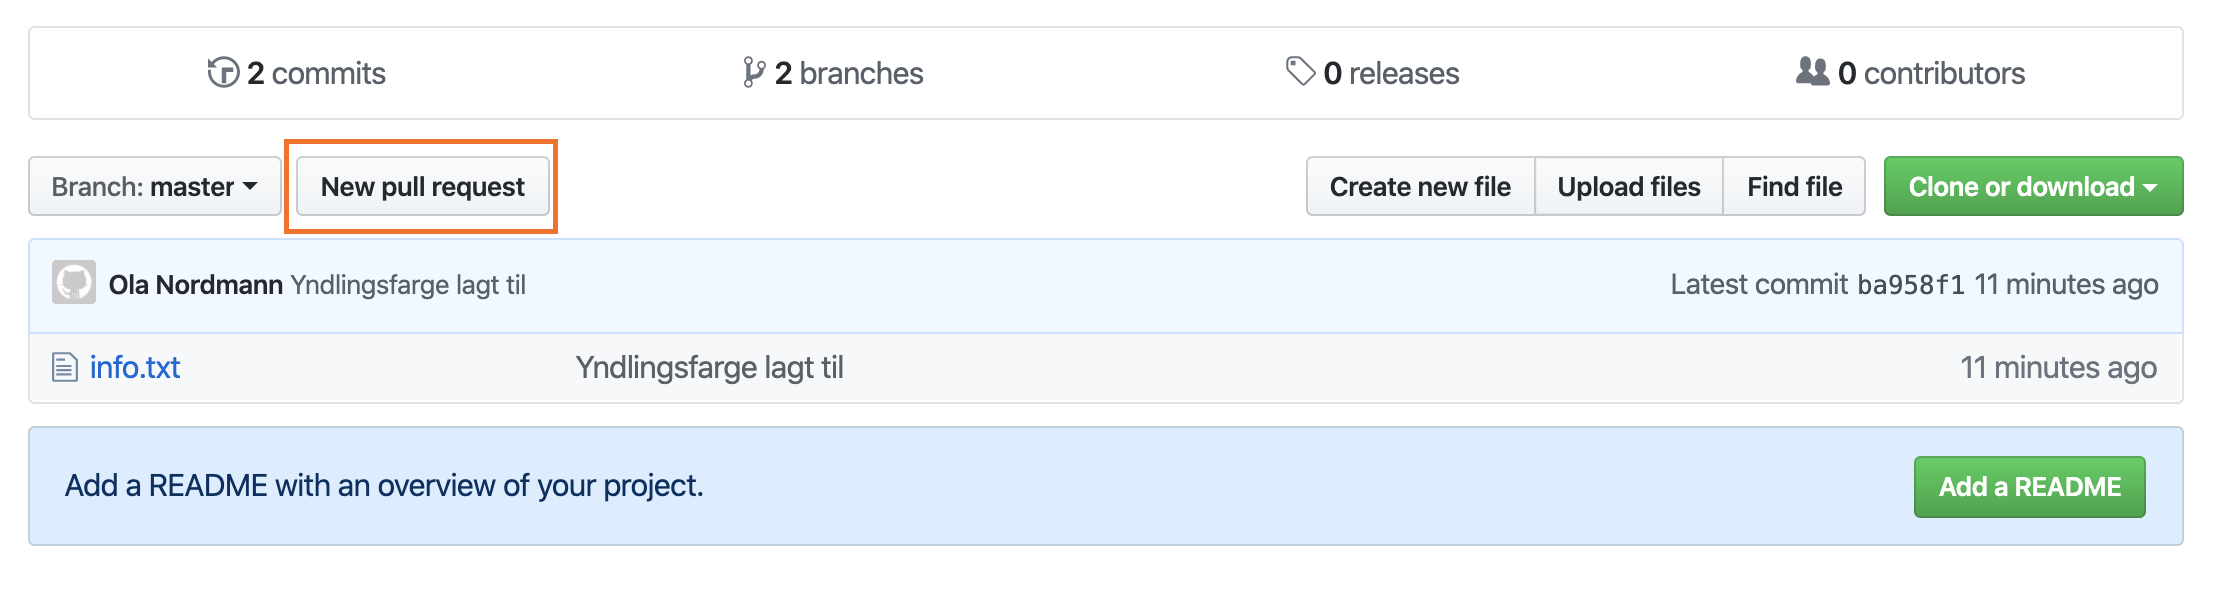 2 commits 2 branches 0 releases 0 contributors
Branch: master New pull request Create new file Upload files Find file Clone or download
Ola Nordmann Yndlingsfarge lagt til Latest commit ba958f1 11 minutes ago
info.txt Yndlingsfarge lagt til 11 minutes ago
Add a README with an overview of your project. Add a README